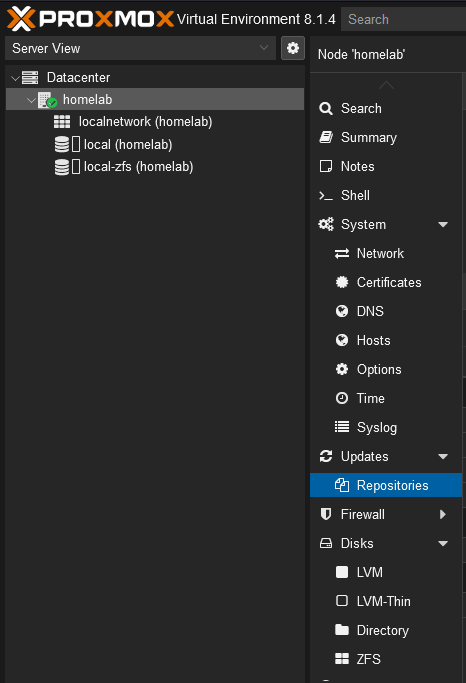 PROXMOX Virtual Environment 8.1.4 Search
Server View
Datacenter
homelab
localnetwork (homelab)
local (homelab)
local-zfs (homelab)
Node 'homelab'
Search
Summary
Notes
Shell
System
Network
Certificates
DNS
Hosts
Options
Time
Syslog
Updates
Repositories
Firewall
Disks
LVM
LVM-Thin
Directory
ZFS